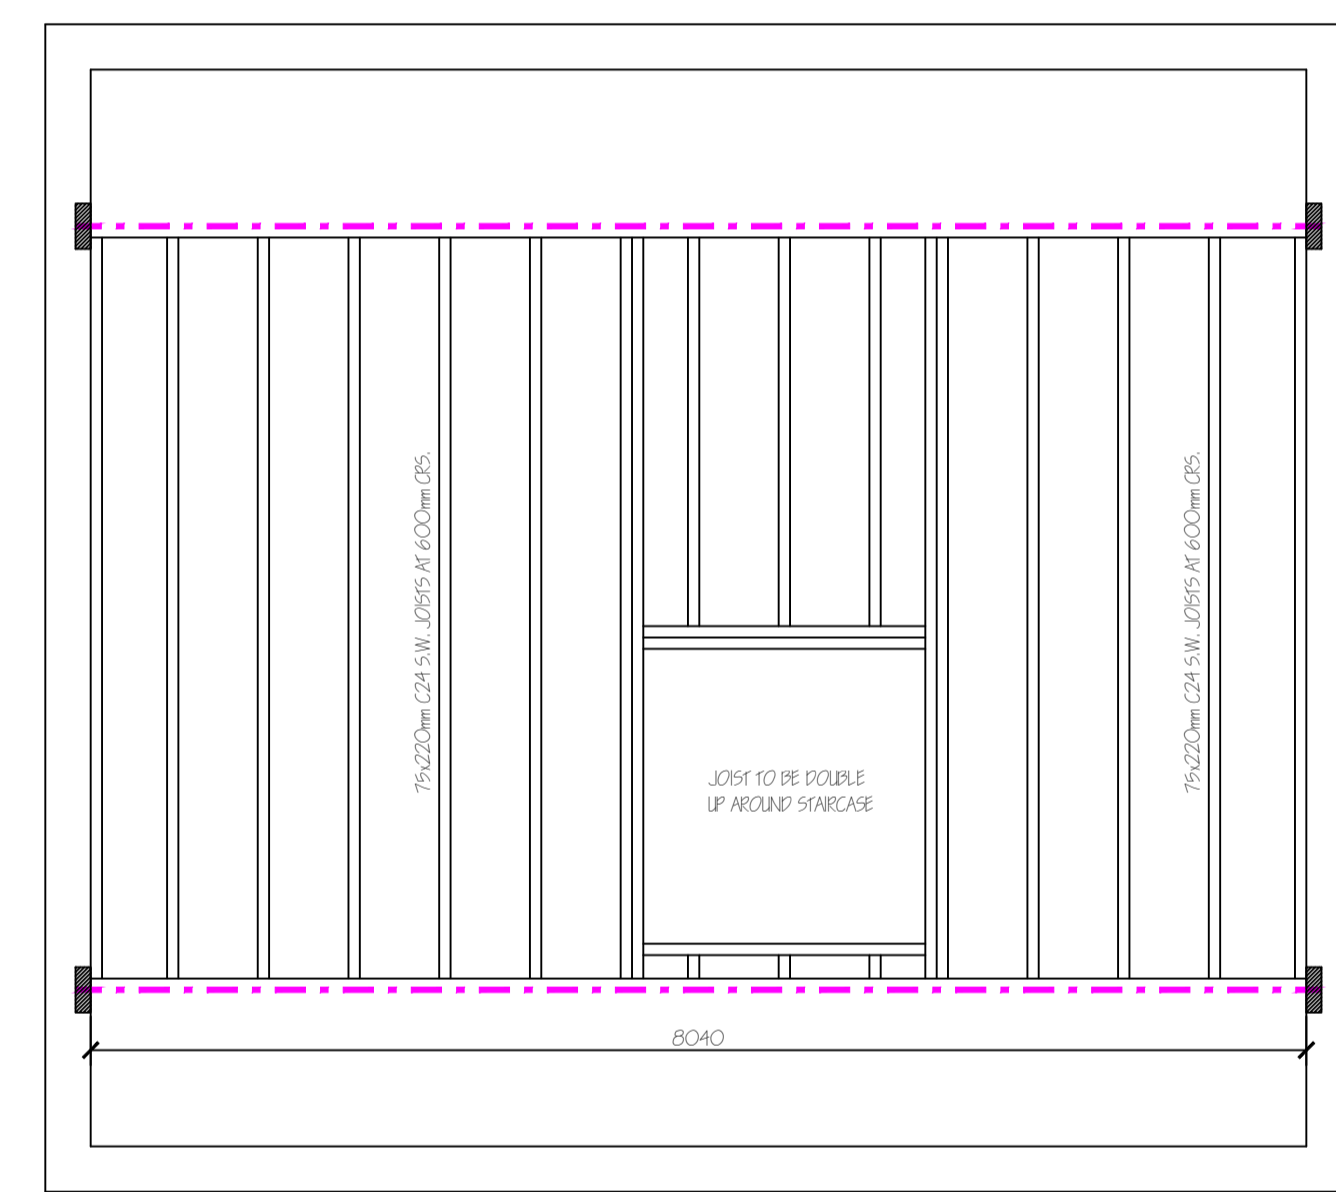 75x220mm C24 S.W. JOISTS AT 600mm CRS.
75x220mm C24 S.W. JOISTS AT 600mm CRS.
JOIST TO BE DOUBLE
UP AROUND STAIRCASE
8040